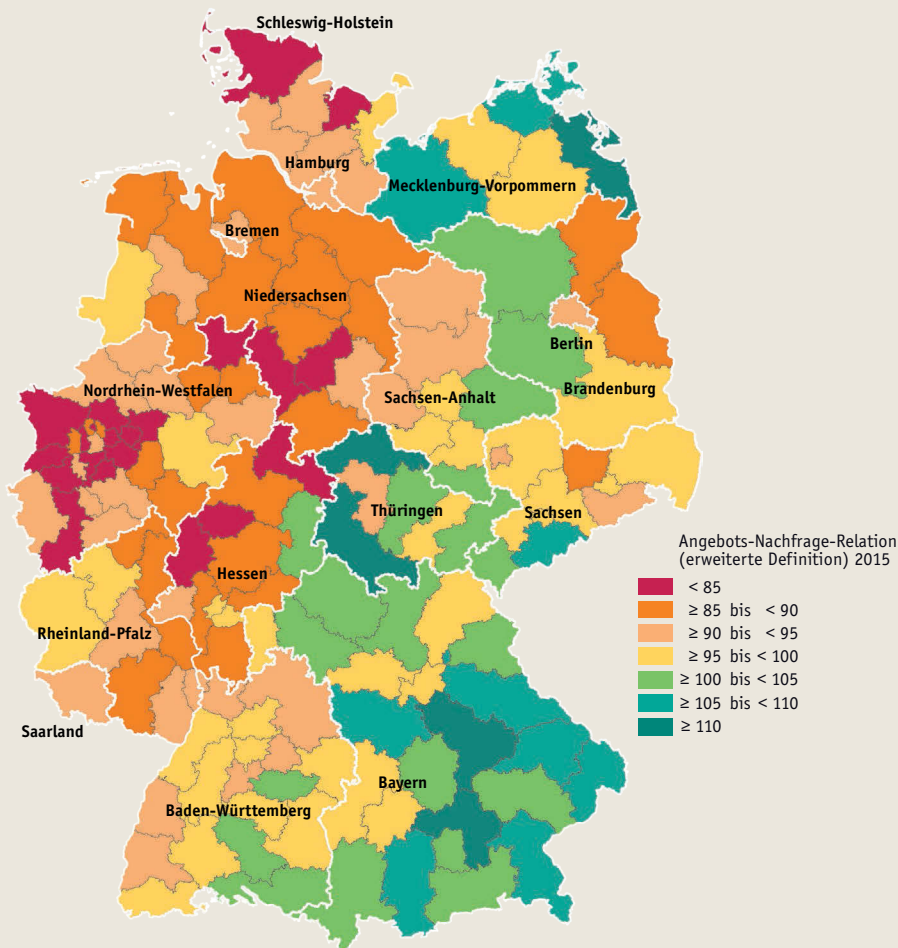 Schleswig-Holstein
Hamburg
Mecklenburg-Vorpommern
Bremen
Niedersachsen
Berlin
Nordrhein-Westfalen
Sachsen-Anhalt
Brandenburg
Thüringen
Sachsen
Hessen
Rheinland-Pfalz
Saarland
Bayern
Baden-Württemberg
Angebots-Nachfrage-Relation
(erweiterte Definition) 2015
< 85
≥ 85 bis < 90
≥ 90 bis < 95
≥ 95 bis < 100
≥ 100 bis < 105
≥ 105 bis < 110
≥ 110